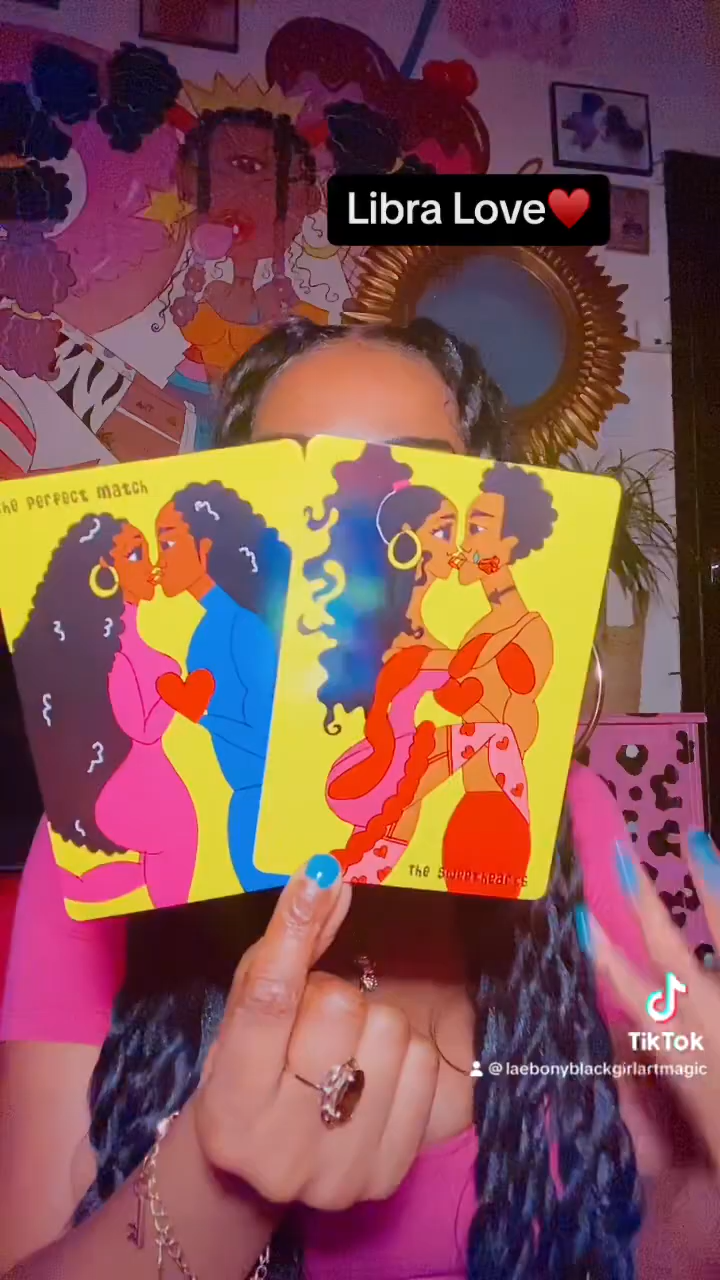 Libra Love♥️
The Perfect Match
The Sweethearts
TikTok
@laebonyblackgirlartmagic